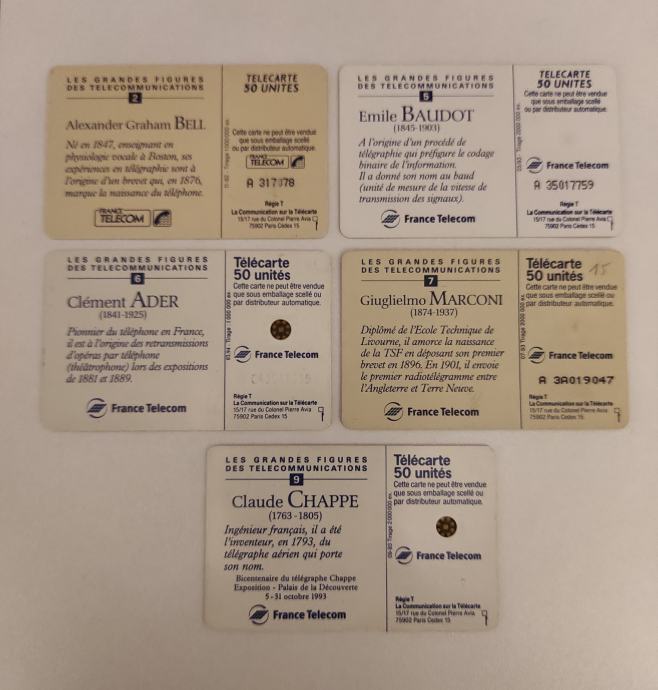 LES GRANDES FIGURES
DES TELECOMMUNICATIONS
2
Alexander Graham BELL
Né en 1847, enseignant en
physiologie vocale à Boston, ses
expériences en télégraphie sont à
l'origine d'un brevet qui, en 1876,
marque la naissance du téléphone.
FRANCE
TELECOM
TELECARTE
50 UNITES
Cette carte ne peut être vendue
que sous emballage scellé
ou par distributeur automatique.
FRANCE
TELECOM
A 317978
Régie T
La Communication sur la Télécarte
15/17 rue du Colonel Pierre Avia
75902 Paris Cédex 15
LES GRANDES FIGURES
DES TELECOMMUNICATIONS
5
Emile BAUDOT
(1845-1903)
A l'origine d'un procédé de
télégraphie qui préfigure le codage
binaire de l'information.
Il a donné son nom au baud
(unité de mesure de la vitesse de
transmission des signaux).
France Telecom
TELECARTE
50 UNITES
Cette carte ne peut être vendue
que sous emballage scellé
ou par distributeur automatique.
France Telecom
A 35017759
Régie T
La Communication sur la Télécarte
15/17 rue du Colonel Pierre Avia
75902 Paris Cédex 15
LES GRANDES FIGURES
DES TELECOMMUNICATIONS
6
Clément ADER
(1841-1925)
Pionnier du téléphone en France,
il est à l'origine des retransmissions
d'opéras par téléphone
(théâtrophone) lors des expositions
de 1881 et 1889.
France Telecom
Télécarte
50 unités
Cette carte ne peut être vendue
que sous emballage scellé ou
par distributeur automatique.
France Telecom
Régie T
La Communication sur la Télécarte
15/17 rue du Colonel Pierre Avia
75902 Paris Cedex 15
LES GRANDES FIGURES
DES TELECOMMUNICATIONS
7
Giuglielmo MARCONI
(1874-1937)
Diplômé de l'Ecole Technique de
Livourne, il amorce la naissance
de la TSF en déposant son premier
brevet en 1896. En 1901, il envoie
le premier radiotélégramme entre
l'Angleterre et Terre Neuve.
France Telecom
Télécarte
50 unités
15
Cette carte ne peut être vendue
que sous emballage scellé ou
par distributeur automatique.
France Telecom
A 3A019047
Régie T
La Communication sur la Télécarte
15/17 rue du Colonel Pierre Avia
75902 Paris Cedex 15
LES GRANDES FIGURES
DES TELECOMMUNICATIONS
9
Claude CHAPPE
(1763-1805)
Ingénieur français, il a été
l'inventeur, en 1793, du
télégraphe aérien qui porte
son nom.
Bicentenaire du télégraphe Chappe
Exposition - Palais de la Découverte
5 - 31 octobre 1993
France Telecom
Télécarte
50 unités
Cette carte ne peut être vendue
que sous emballage scellé ou
par distributeur automatique.
France Telecom
Régie T
La Communication sur la Télécarte
15/17 rue du Colonel Pierre Avia
75902 Paris Cedex 15